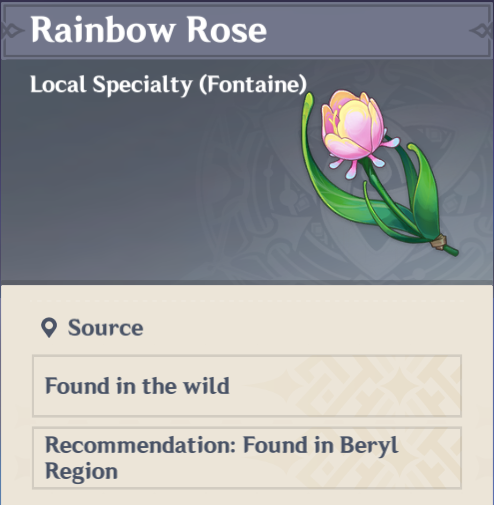 Rainbow Rose
Local Specialty (Fontaine)
Source
Found in the wild
Recommendation: Found in Beryl
Region